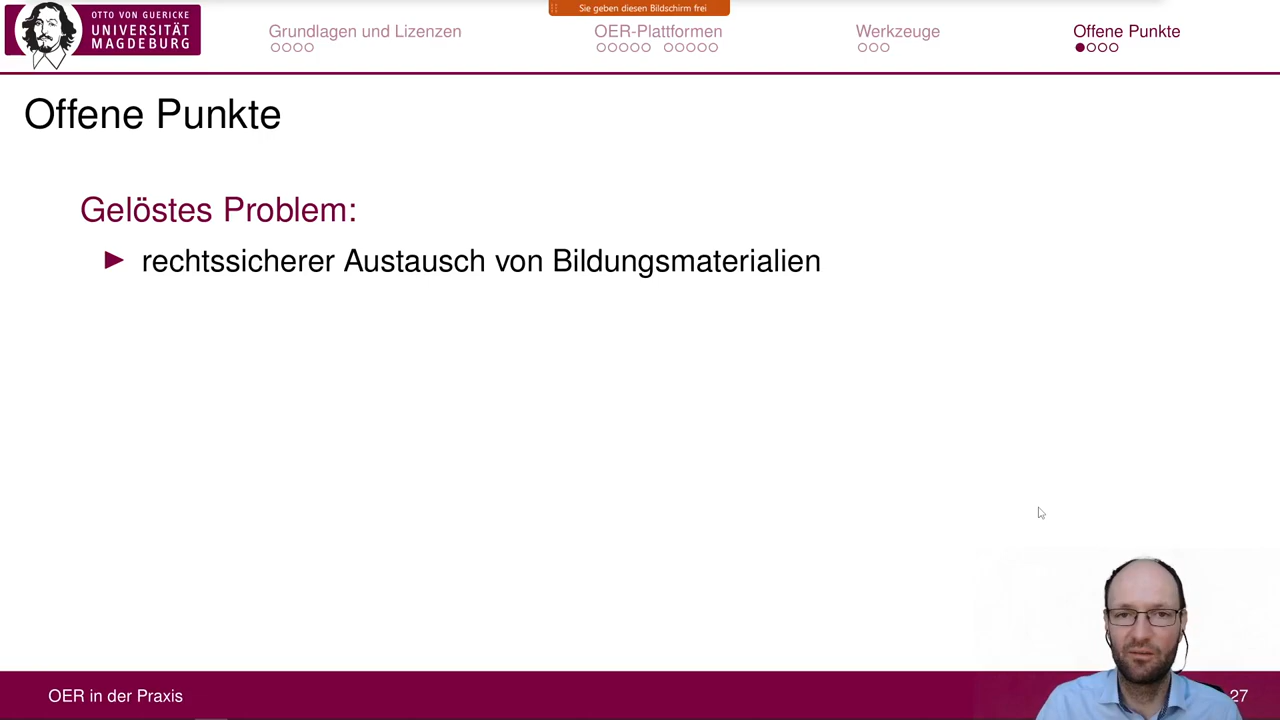 Sie geben diesen Bildschirm frei
OTTO VON GUERICKE
UNIVERSITÄT
MAGDEBURG
Grundlagen und Lizenzen
OER-Plattformen
Werkzeuge
Offene Punkte
Offene Punkte
Gelöstes Problem:
rechtssicherer Austausch von Bildungsmaterialien
OER in der Praxis
27